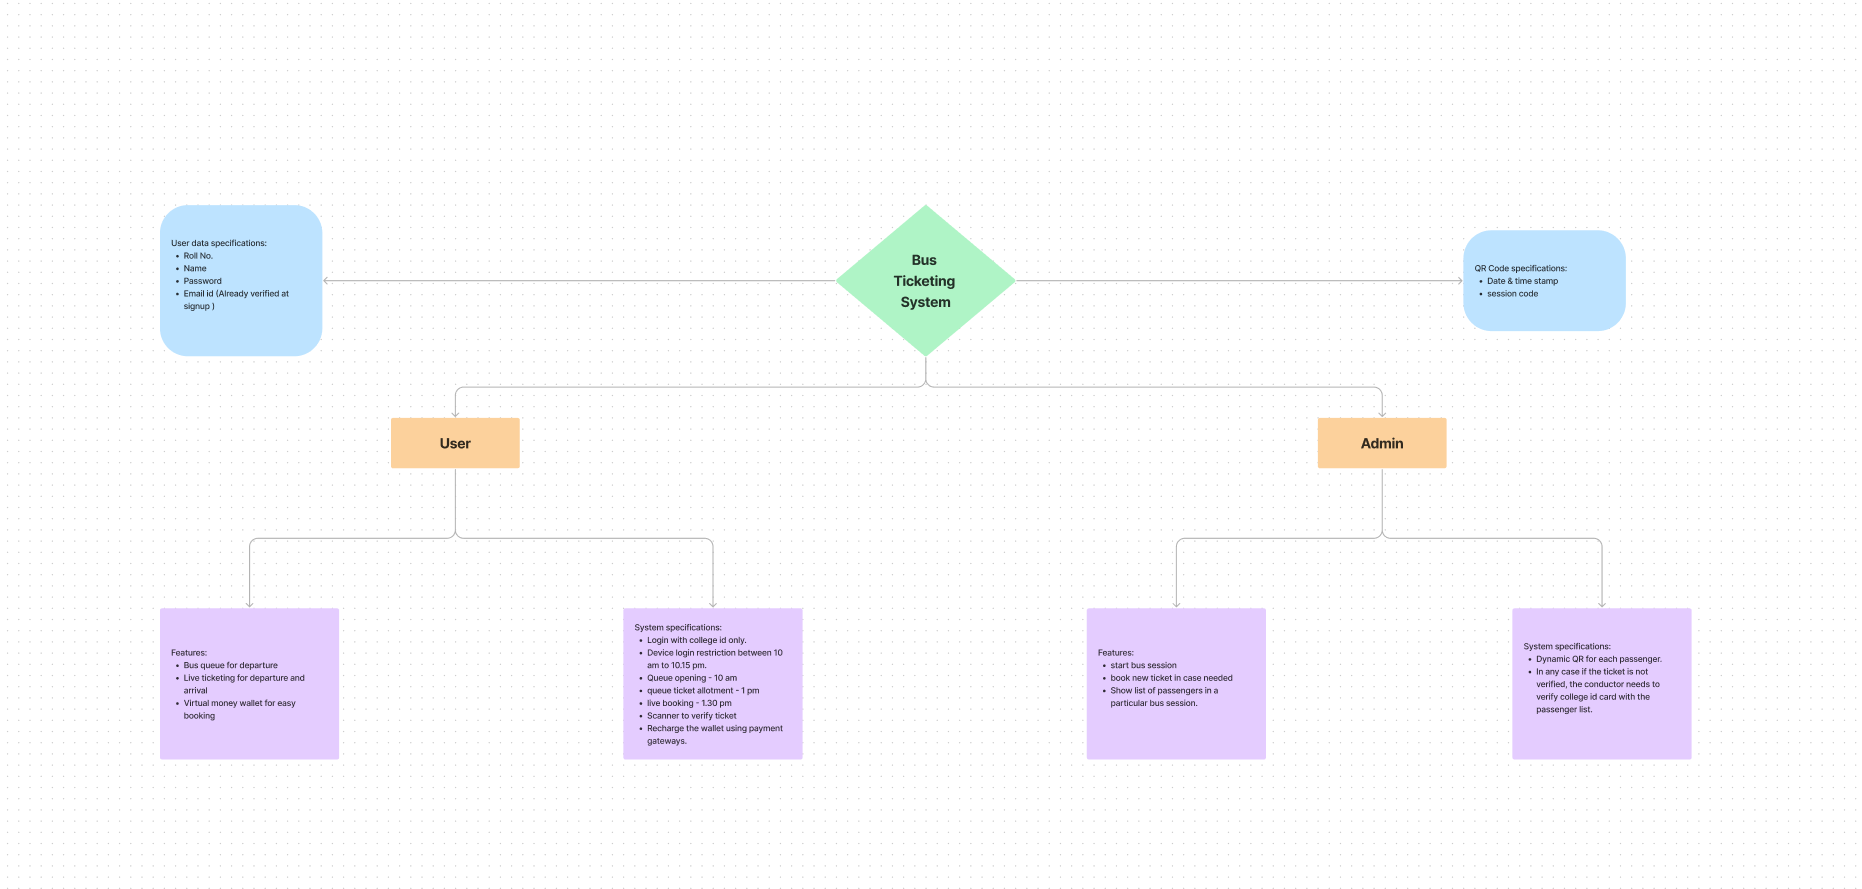 User data specifications:
• Roll No.
• Name
• Password
• Email id (Already verified at
signup )
Bus
Ticketing
System
QR Code specifications:
• Date & time stamp
• session code
User
Admin
Features:
• Bus queue for departure
• Live ticketing for departure and
arrival
• Virtual money wallet for easy
booking
System specifications:
• Login with college id only.
• Device login restriction between 10
am to 10.15 pm.
• Queue opening - 10 am
• queue ticket allotment - 1 pm
• live booking - 1.30 pm
• Scanner to verify ticket
• Recharge the wallet using payment
gateways.
Features:
• start bus session
• book new ticket in case needed
• Show list of passengers in a
particular bus session.
System specifications:
• Dynamic QR for each passenger.
• In any case if the ticket is not
verified, the conductor needs to
verify college id card with the
passenger list.